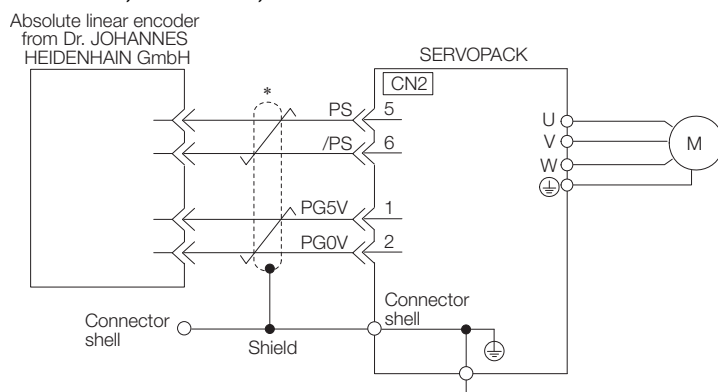 Absolute linear encoder
from Dr. JOHANNES
HEIDENHAIN GmbH
SERVOPACK
CN2
*
PS 5
/PS 6
PG5V 1
PG0V 2
U
V
W
M
Connector
shell
Shield
Connector
shell